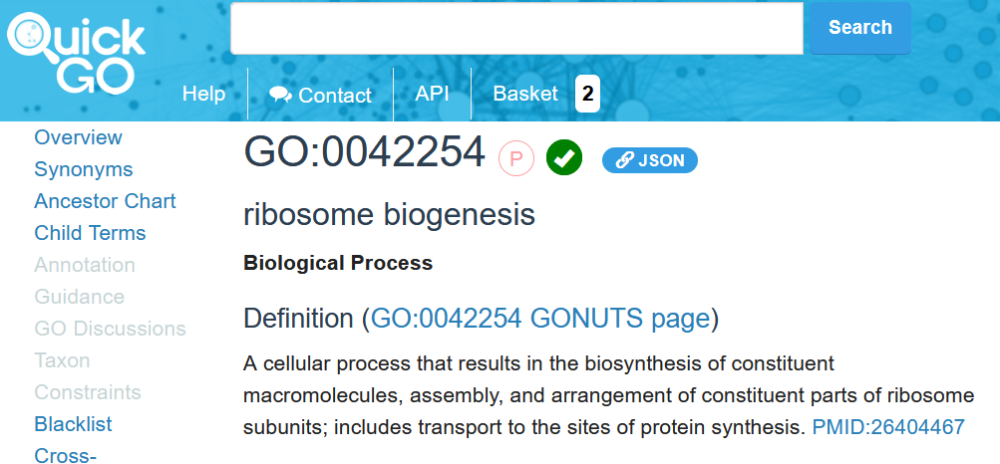 Quick
GO
Search
Help
Contact
API
Basket 2
Overview
Synonyms
Ancestor Chart
Child Terms
Annotation
Guidance
GO Discussions
Taxon
Constraints
Blacklist
Cross-
GO:0042254 P JSON
ribosome biogenesis
Biological Process
Definition (GO:0042254 GONUTS page)
A cellular process that results in the biosynthesis of constituent
macromolecules, assembly, and arrangement of constituent parts of ribosome
subunits; includes transport to the sites of protein synthesis. PMID:26404467